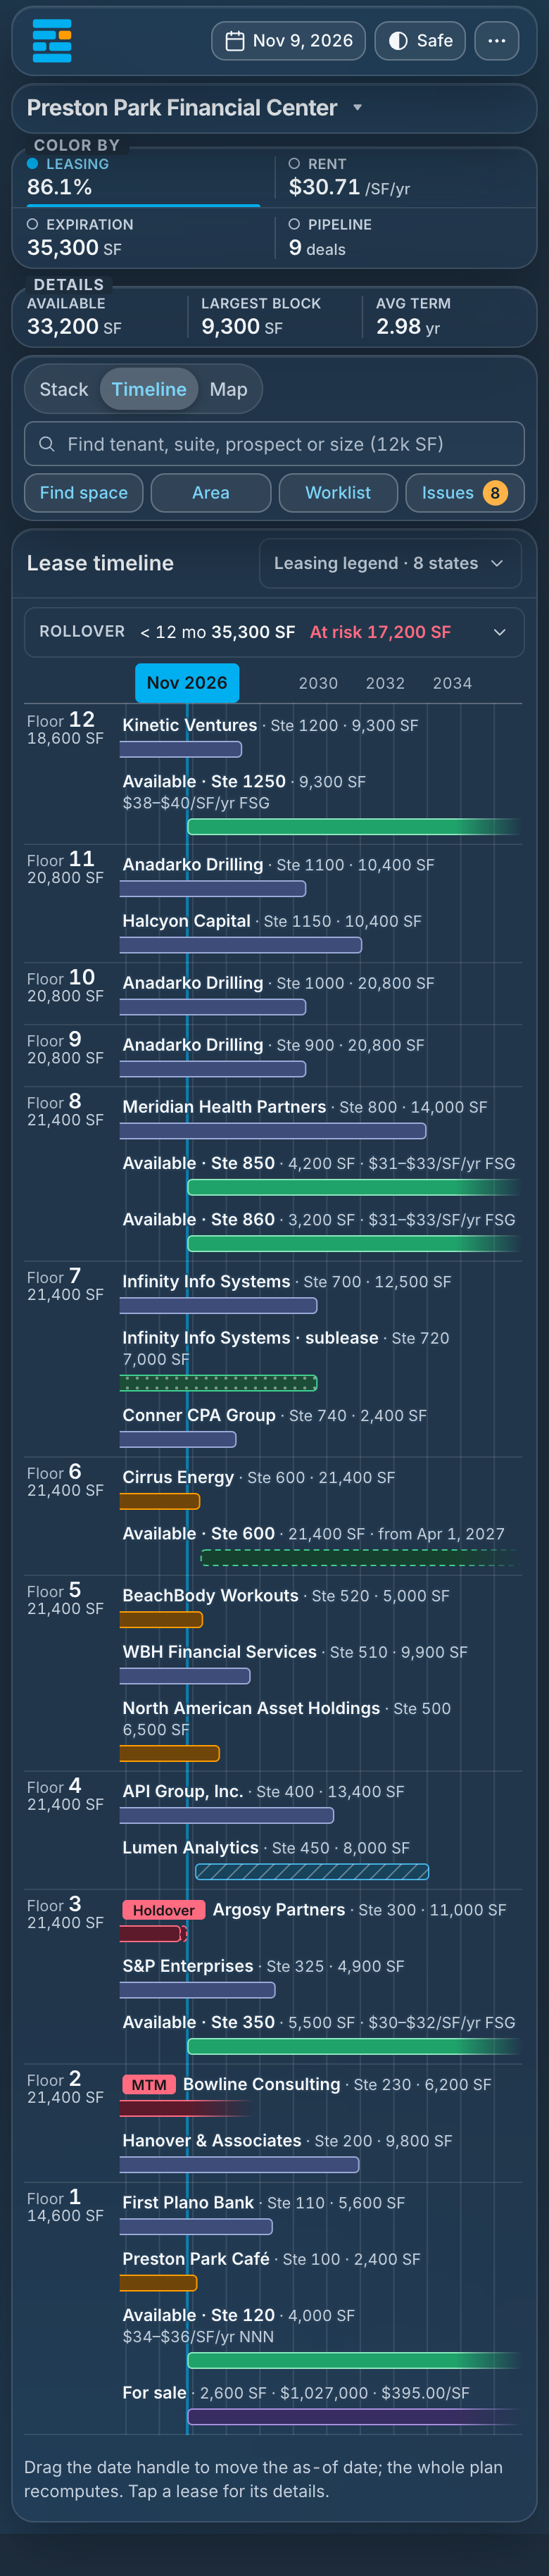 Nov 9, 2026 Safe ···
Preston Park Financial Center
COLOR BY
LEASING RENT
86.1% $30.71 /SF/yr
EXPIRATION PIPELINE
35,300 SF 9 deals
DETAILS
AVAILABLE LARGEST BLOCK AVG TERM
33,200 SF 9,300 SF 2.98 yr
Stack Timeline Map
Find tenant, suite, prospect or size (12k SF)
Find space Area Worklist Issues 8
Lease timeline Leasing legend · 8 states
ROLLOVER < 12 mo 35,300 SF At risk 17,200 SF
Nov 2026 2030 2032 2034
Floor 12 Kinetic Ventures · Ste 1200 · 9,300 SF
18,600 SF
Available · Ste 1250 · 9,300 SF
$38–$40/SF/yr FSG
Floor 11 Anadarko Drilling · Ste 1100 · 10,400 SF
20,800 SF
Halcyon Capital · Ste 1150 · 10,400 SF
Floor 10 Anadarko Drilling · Ste 1000 · 20,800 SF
20,800 SF
Floor 9 Anadarko Drilling · Ste 900 · 20,800 SF
20,800 SF
Floor 8 Meridian Health Partners · Ste 800 · 14,000 SF
21,400 SF
Available · Ste 850 · 4,200 SF · $31–$33/SF/yr FSG
Available · Ste 860 · 3,200 SF · $31–$33/SF/yr FSG
Floor 7 Infinity Info Systems · Ste 700 · 12,500 SF
21,400 SF
Infinity Info Systems · sublease · Ste 720
7,000 SF
Conner CPA Group · Ste 740 · 2,400 SF
Floor 6 Cirrus Energy · Ste 600 · 21,400 SF
21,400 SF
Available · Ste 600 · 21,400 SF · from Apr 1, 2027
Floor 5 BeachBody Workouts · Ste 520 · 5,000 SF
21,400 SF
WBH Financial Services · Ste 510 · 9,900 SF
North American Asset Holdings · Ste 500
6,500 SF
Floor 4 API Group, Inc. · Ste 400 · 13,400 SF
21,400 SF
Lumen Analytics · Ste 450 · 8,000 SF
Floor 3 Holdover Argosy Partners · Ste 300 · 11,000 SF
21,400 SF
S&P Enterprises · Ste 325 · 4,900 SF
Available · Ste 350 · 5,500 SF · $30–$32/SF/yr FSG
Floor 2 MTM Bowline Consulting · Ste 230 · 6,200 SF
21,400 SF
Hanover & Associates · Ste 200 · 9,800 SF
Floor 1 First Plano Bank · Ste 110 · 5,600 SF
14,600 SF
Preston Park Café · Ste 100 · 2,400 SF
Available · Ste 120 · 4,000 SF
$34–$36/SF/yr NNN
For sale · 2,600 SF · $1,027,000 · $395.00/SF
Drag the date handle to move the as-of date; the whole plan
recomputes. Tap a lease for its details.